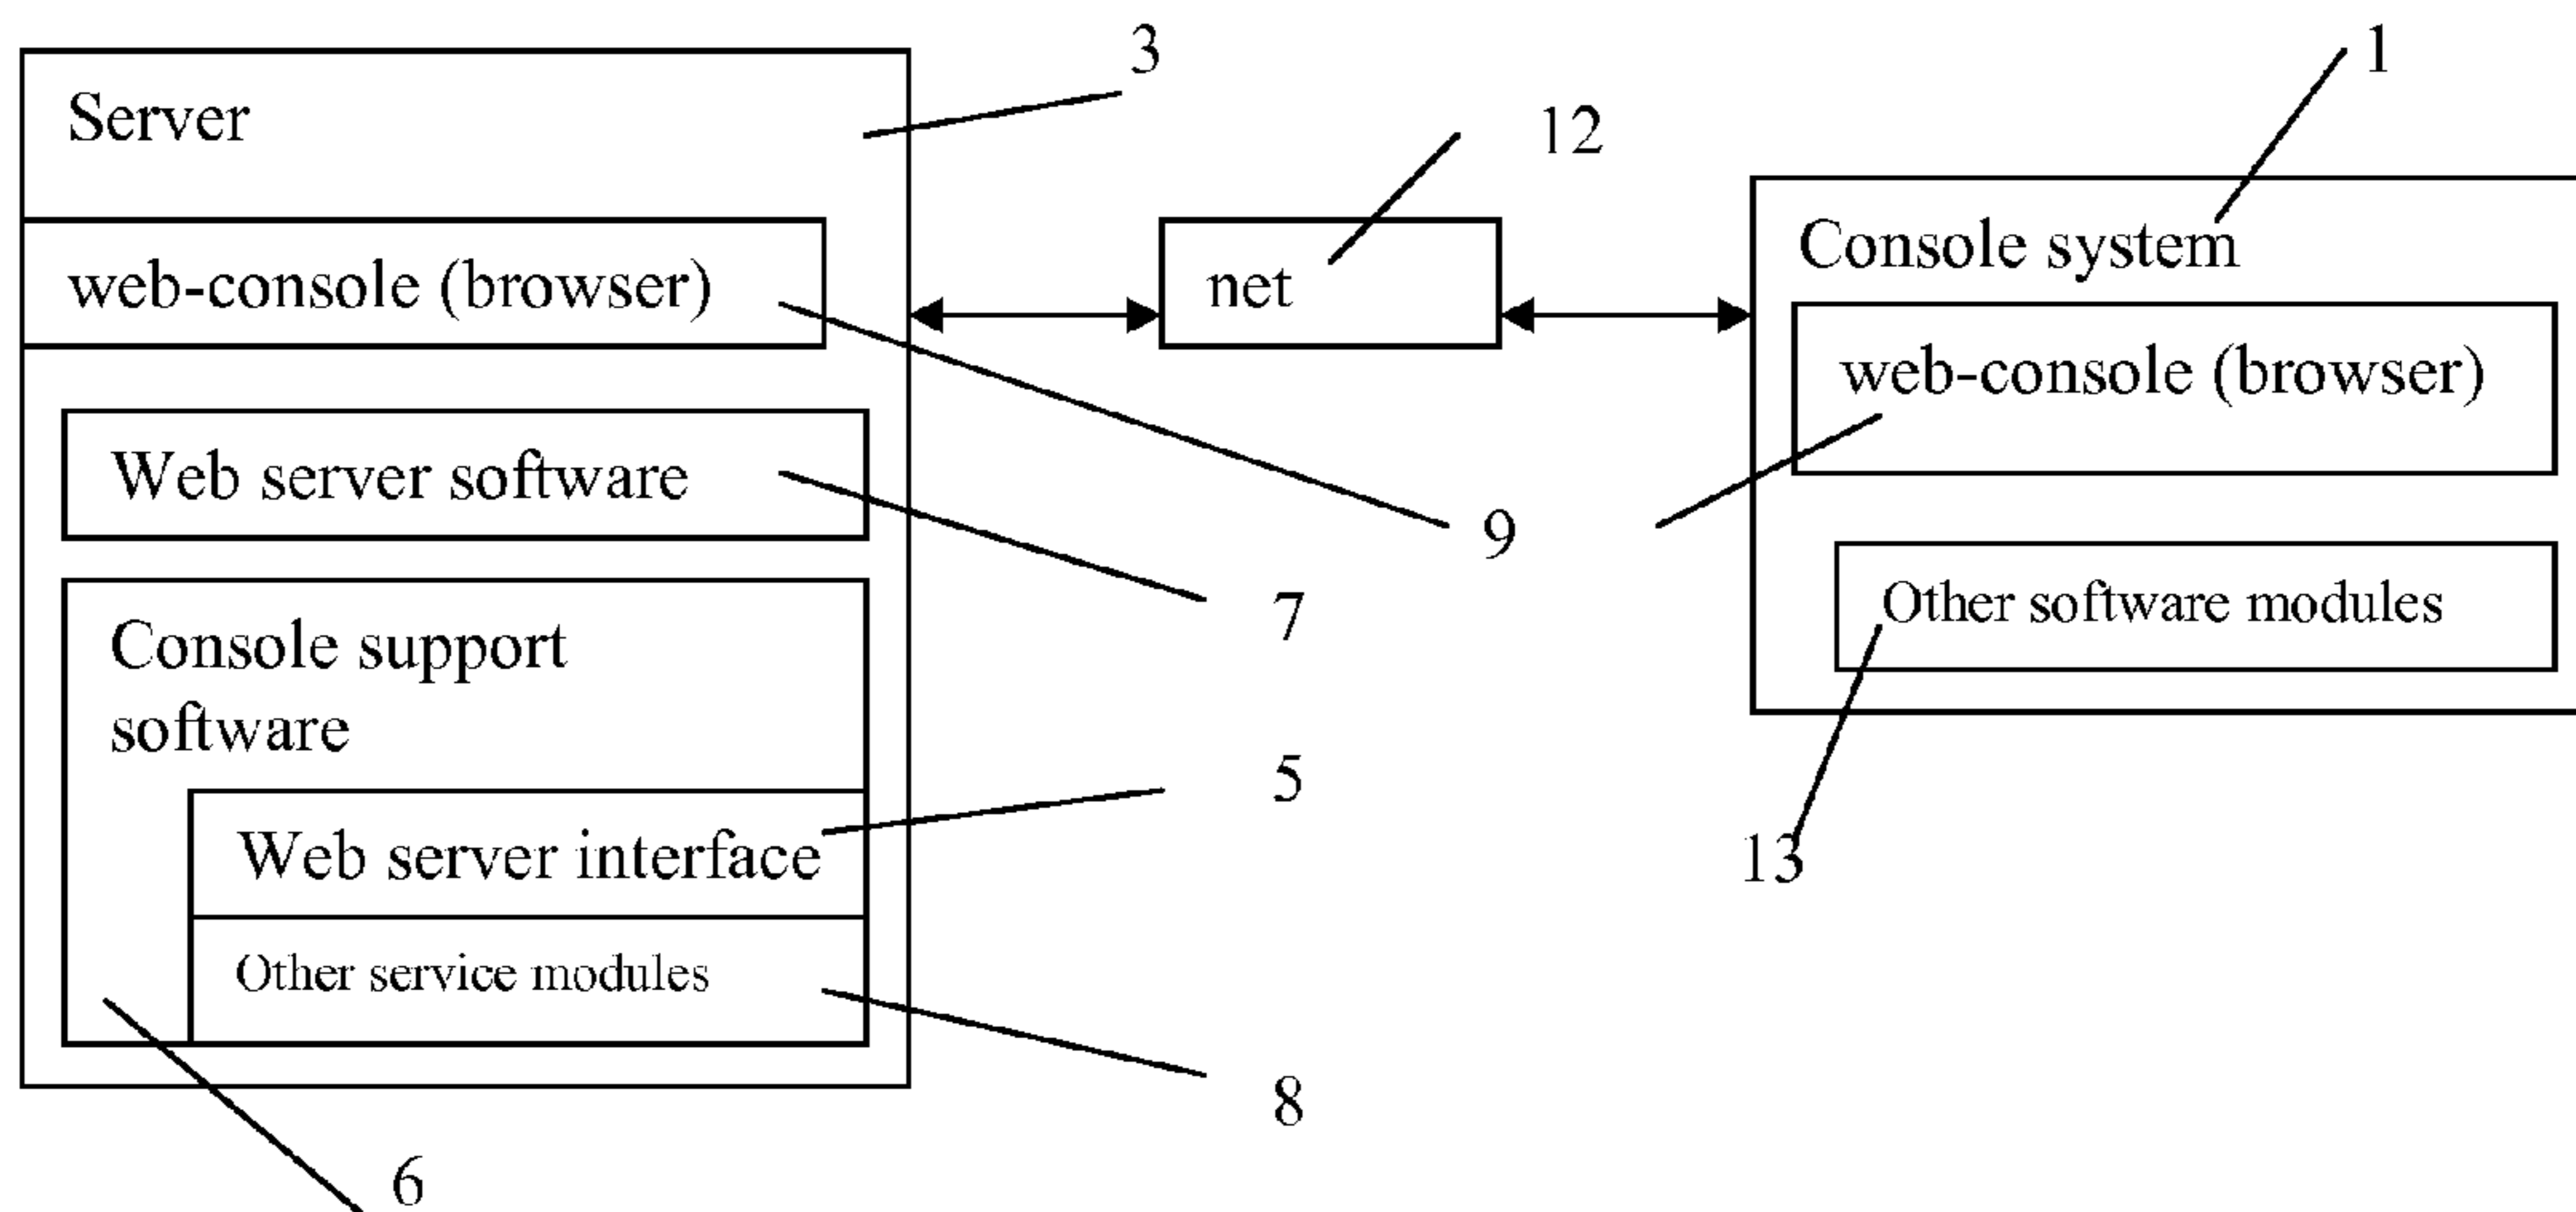 3
1
Server
12
Console system
web-console (browser)
net
web-console (browser)
Web server software
9
Other software modules
7
Console support
software
5
Web server interface
13
Other service modules
8
6